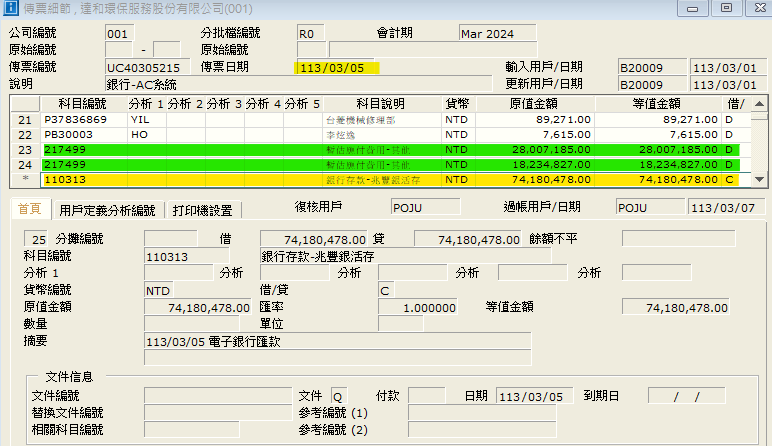 傳票細節 , 達和環保服務股份有限公司(001)
公司編號 001 分批檔編號 R0 會計期 Mar 2024
原始編號 - 原始編號
傳票編號 UC40305215 傳票日期 113/03/05 輸入用戶/日期 B20009 113/03/01
說明 銀行-AC系統 更新用戶/日期 B20009 113/03/01
科目編號 分析 1 分析 2 分析 3 分析 4 分析 5 科目說明 貨幣 原值金額 等值金額 借/
21 P37836869 YIL 台菱機械修理部 NTD 89,271.00 89,271.00 D
22 PB30003 HO 李炫逸 NTD 7,615.00 7,615.00 D
23 217499 暫估應付費用-其他 NTD 28,007,185.00 28,007,185.00 D
24 217499 暫估應付費用-其他 NTD 18,234,827.00 18,234,827.00 D
* 110313 銀行存款-兆豐銀活存 NTD 74,180,478.00 74,180,478.00 C
首頁 用戶定義分析編號 打印機設置 復核用戶 POJU 過帳用戶/日期 POJU 113/03/07
25 分攤編號 借 74,180,478.00 貸 74,180,478.00 餘額不平
科目編號 110313 銀行存款-兆豐銀活存
分析 1 分析 分析 分析 分析
貨幣編號 NTD 借/貸 C
原值金額 74,180,478.00 匯率 1.000000 等值金額 74,180,478.00
數量 單位
摘要 113/03/05 電子銀行匯款
文件信息
文件編號 文件 Q 付款 日期 113/03/05 到期日 / /
替換文件編號 參考編號 (1)
相關科目編號 參考編號 (2)